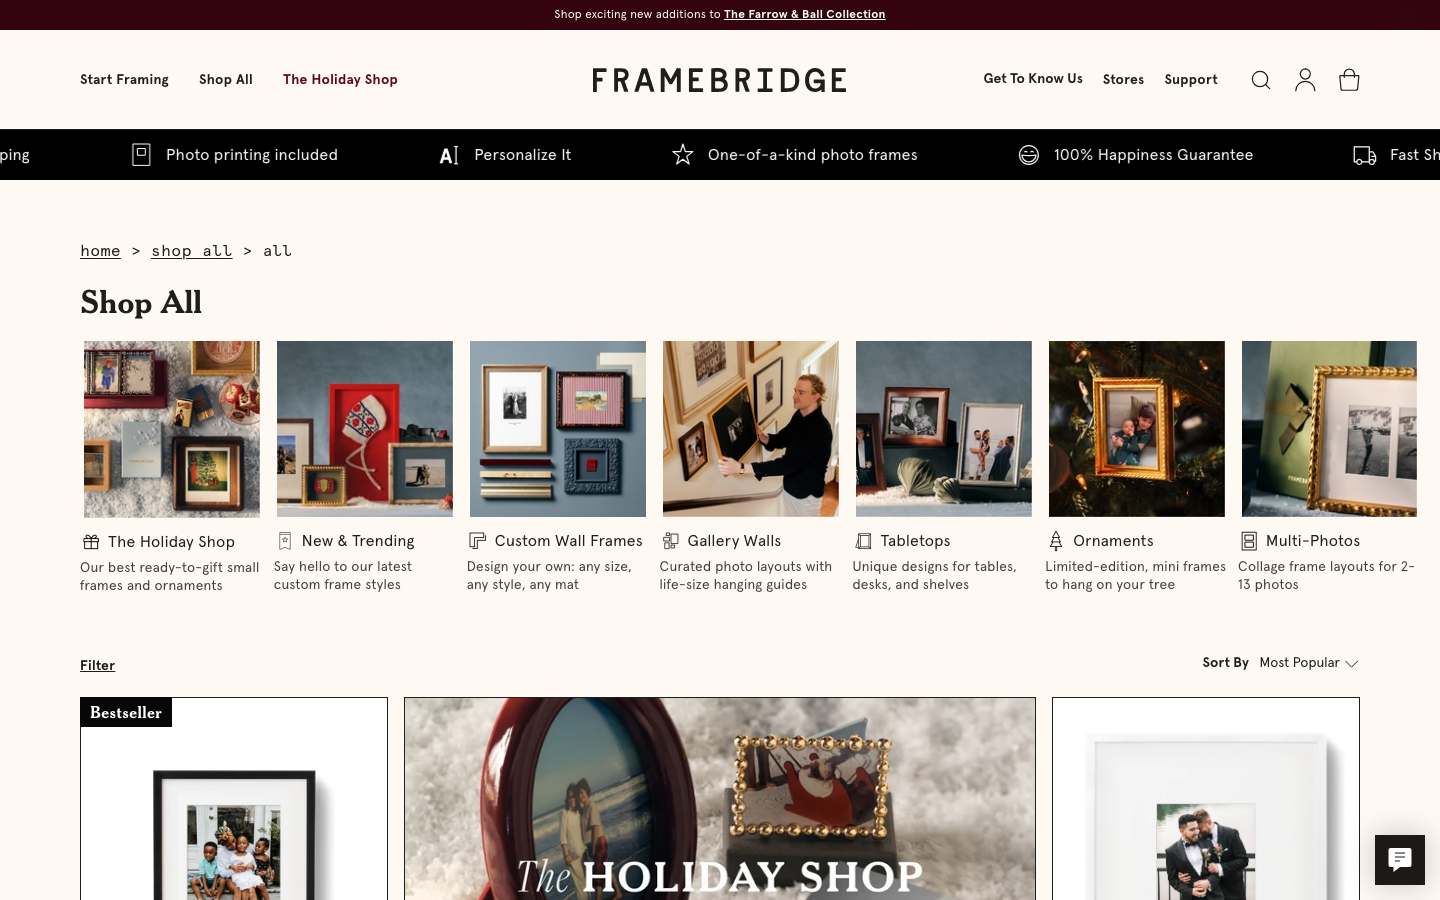 Shop exciting new additions to The Farrow & Ball Collection
Start Framing
Shop All
The Holiday Shop
FRAMEBRIDGE
Get To Know Us
Stores
Support
ping
Photo printing included
Personalize It
One-of-a-kind photo frames
100% Happiness Guarantee
Fast Sh
home > shop all > all
Shop All
The Holiday Shop
Our best ready-to-gift small
frames and ornaments
New & Trending
Say hello to our latest
custom frame styles
Custom Wall Frames
Design your own: any size,
any style, any mat
Gallery Walls
Curated photo layouts with
life-size hanging guides
Tabletops
Unique designs for tables,
desks, and shelves
Ornaments
Limited-edition, mini frames
to hang on your tree
Multi-Photos
Collage frame layouts for 2-
13 photos
Filter
Sort By Most Popular
Bestseller
The HOLIDAY SHOP